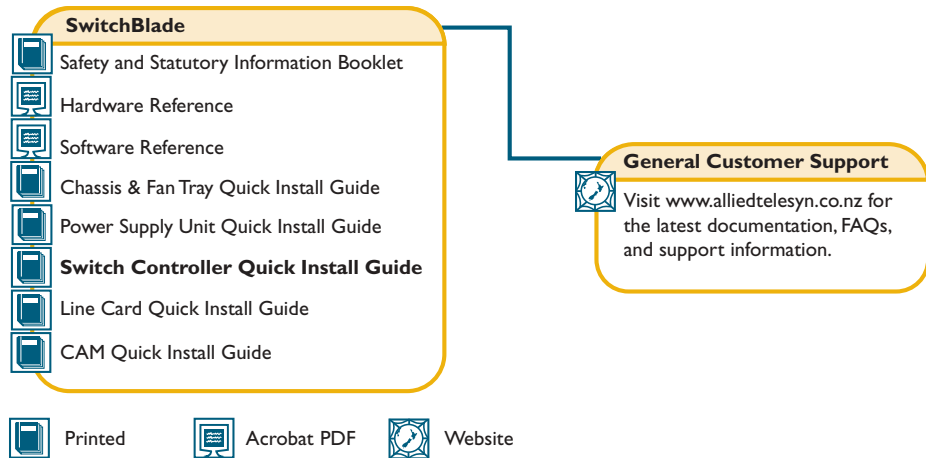 SwitchBlade
Safety and Statutory Information Booklet
Hardware Reference
Software Reference
Chassis & Fan Tray Quick Install Guide
Power Supply Unit Quick Install Guide
Switch Controller Quick Install Guide
Line Card Quick Install Guide
CAM Quick Install Guide
General Customer Support
Visit www.alliedtelesyn.co.nz for
the latest documentation, FAQs,
and support information.
Printed
Acrobat PDF
Website